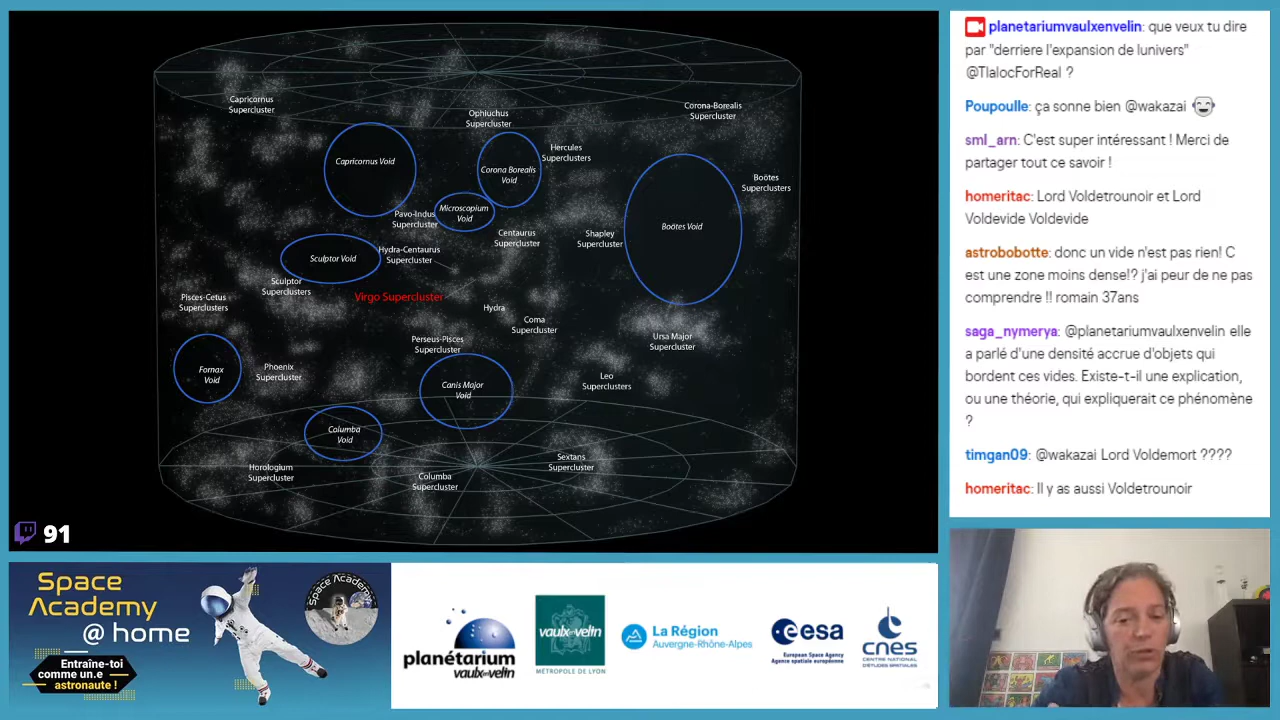 Capricornus
Supercluster
Ophiuchus
Supercluster
Corona-Borealis
Supercluster
Capricornus Void
Corona Borealis
Void
Hercules
Superclusters
Boötes
Superclusters
Microscopium
Void
Pavo-Indus
Supercluster
Boötes Void
Centaurus
Supercluster
Shapley
Supercluster
Sculptor Void
Hydra-Centaurus
Supercluster
Sculptor
Superclusters
Virgo Supercluster
Pisces-Cetus
Superclusters
Hydra
Coma
Supercluster
Perseus-Pisces
Supercluster
Ursa Major
Supercluster
Fornax
Void
Phoenix
Supercluster
Canis Major
Void
Leo
Superclusters
Columba
Void
Horologium
Supercluster
Columba
Supercluster
Sextans
Supercluster
91
planetariumvaulxenvelin: que veux tu dire
par "derriere l'expansion de lunivers"
@TlalocForReal ?
Poupoulle: ça sonne bien @wakazai
sml_arn: C'est super intéressant ! Merci de
partager tout ce savoir !
homeritac: Lord Voldetrounoir et Lord
Voldevide Voldevide
astrobobotte: donc un vide n'est pas rien! C
est une zone moins dense!? j'ai peur de ne pas
comprendre !! romain 37ans
saga_nymerya: @planetariumvaulxenvelin elle
a parlé d'une densité accrue d'objets qui
bordent ces vides. Existe-t-il une explication,
ou une théorie, qui expliquerait ce phénomène
?
timgan09: @wakazai Lord Voldemort ????
homeritac: Il y as aussi Voldetrounoir
Space
Academy
@ home
Entraîne-toi
comme un.e
astronaute !
Space Academy
planétarium
vaulx en velin
vaulx en velin
MÉTROPOLE DE LYON
La Région
Auvergne-Rhône-Alpes
esa
European Space Agency
Agence spatiale européenne
cnes
CENTRE NATIONAL
D'ÉTUDES SPATIALES